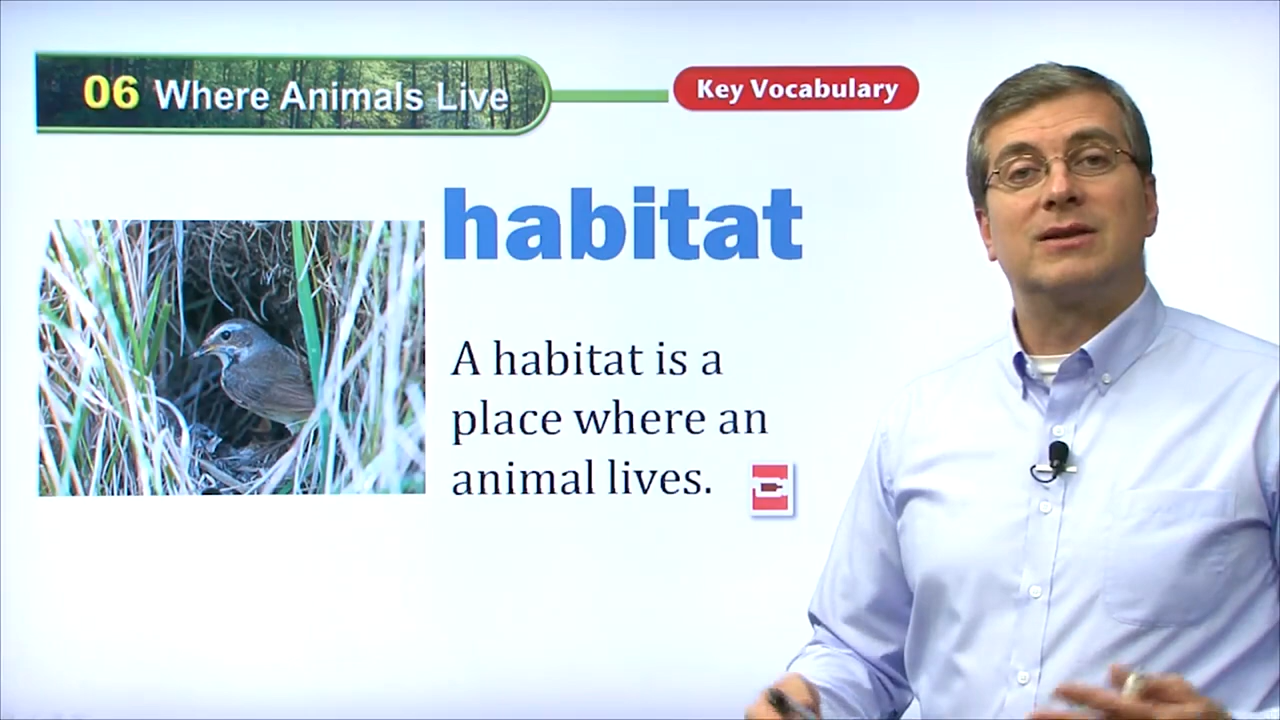 06 Where Animals Live
Key Vocabulary
habitat
A habitat is a
place where an
animal lives.